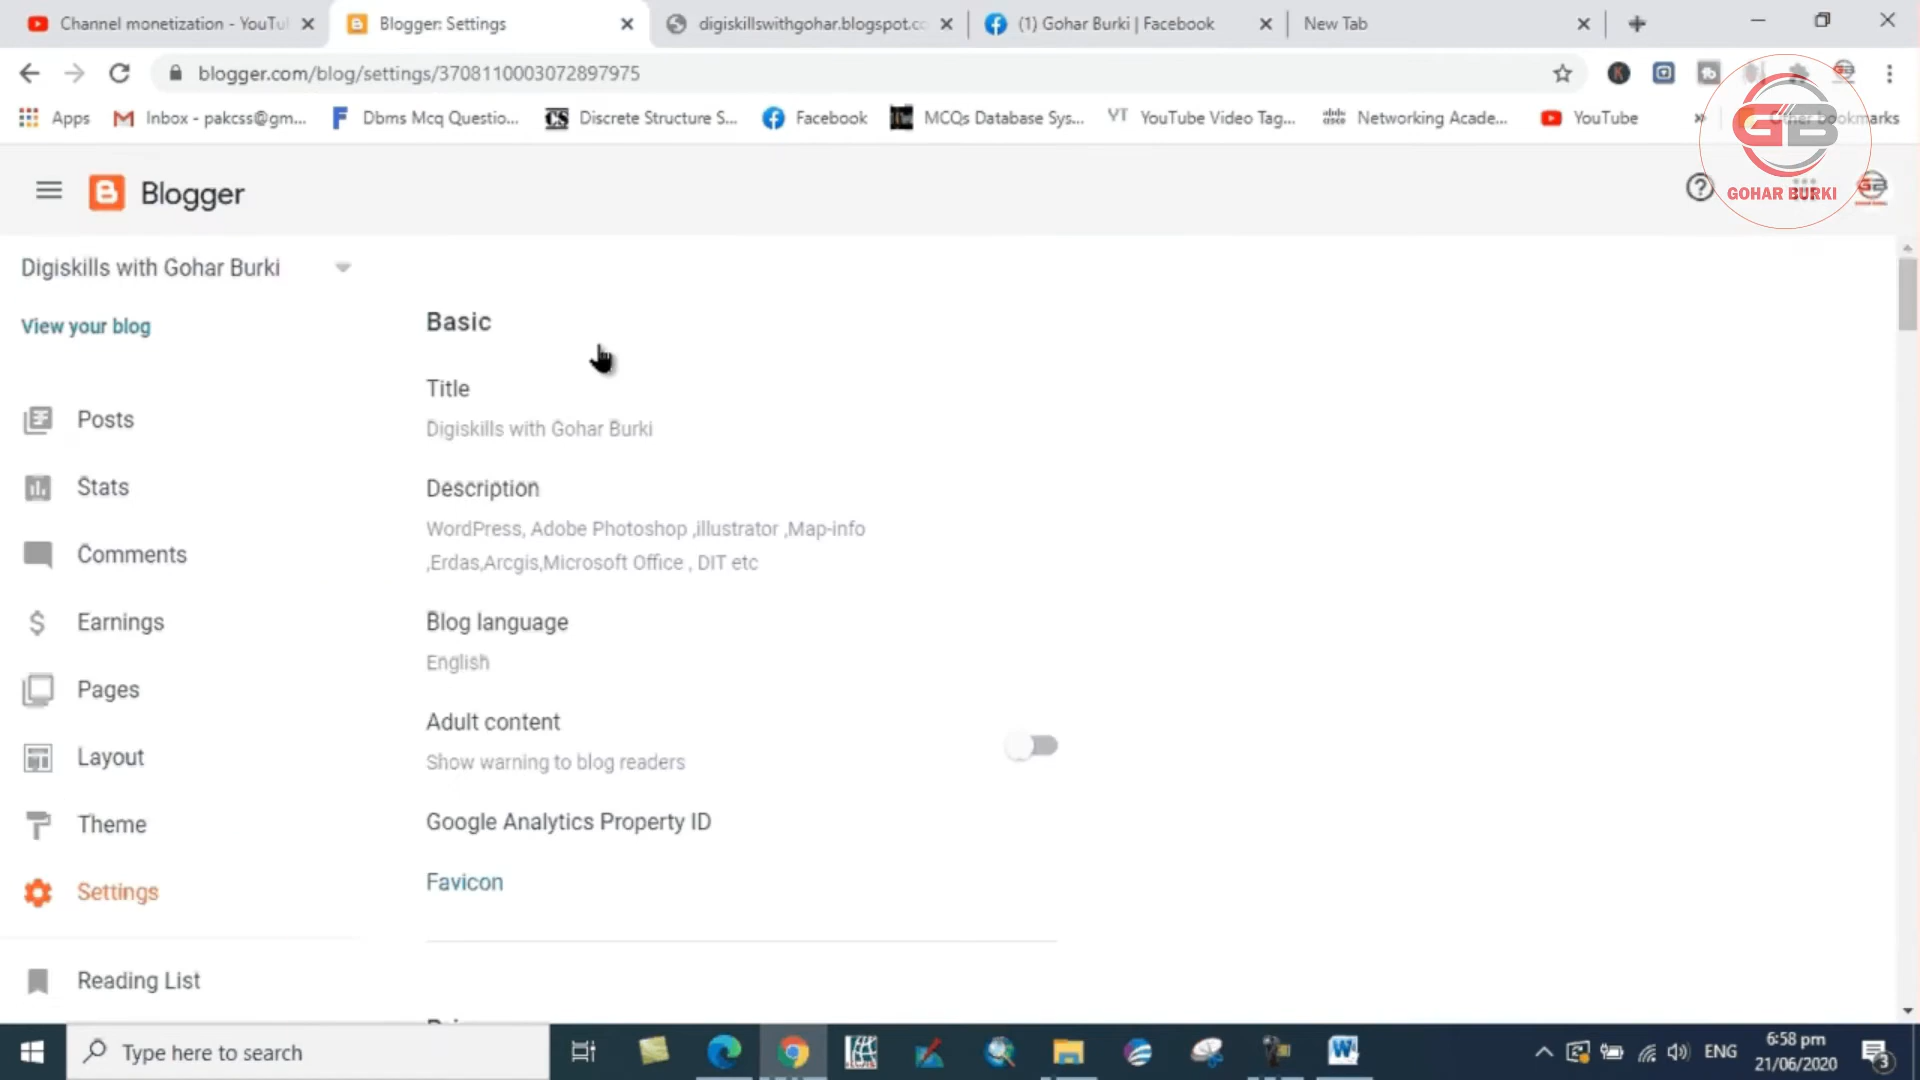 Channel monetization - YouTu
Blogger: Settings
digiskillswithgohar.blogspot.co
(1) Gohar Burki | Facebook
New Tab
blogger.com/blog/settings/3708110003072897975
Apps
Inbox - pakcss@gm...
Dbms Mcq Questio...
Discrete Structure S...
Facebook
MCQs Database Sys...
YouTube Video Tag...
Networking Acade...
YouTube
Other bookmarks
GB
GOHAR BURKI
Blogger
Digiskills with Gohar Burki
View your blog
Posts
Stats
Comments
Earnings
Pages
Layout
Theme
Settings
Reading List
Basic
Title
Digiskills with Gohar Burki
Description
WordPress, Adobe Photoshop ,illustrator ,Map-info
,Erdas,Arcgis,Microsoft Office , DIT etc
Blog language
English
Adult content
Show warning to blog readers
Google Analytics Property ID
Favicon
Type here to search
ENG
6:58 pm
21/06/2020
3